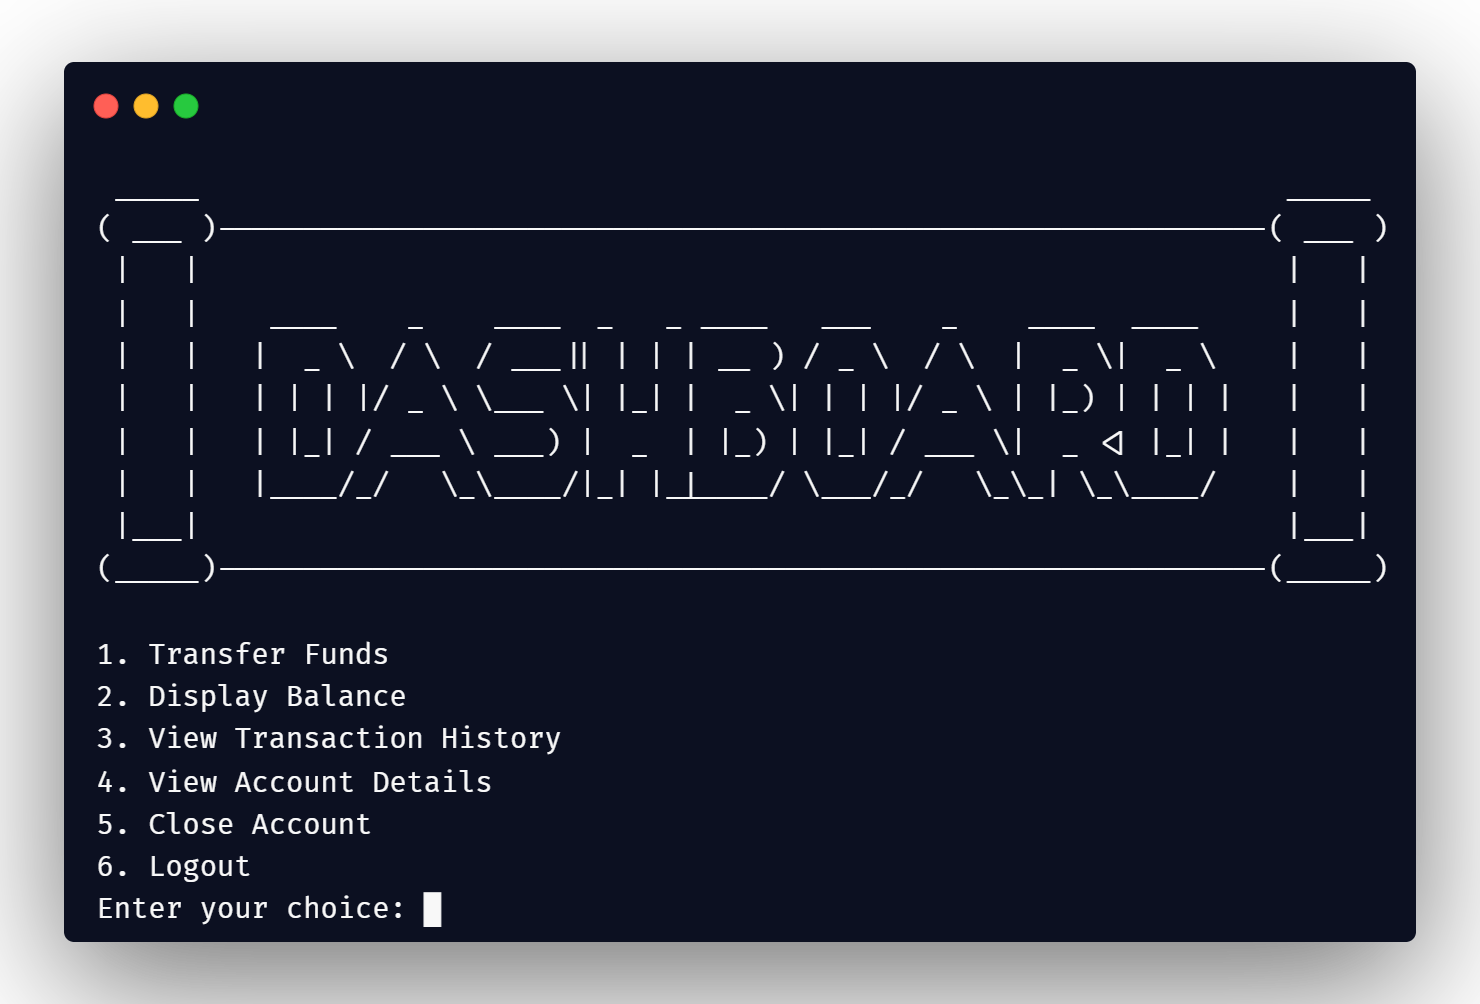 DASHBOARD
1. Transfer Funds
2. Display Balance
3. View Transaction History
4. View Account Details
5. Close Account
6. Logout
Enter your choice: